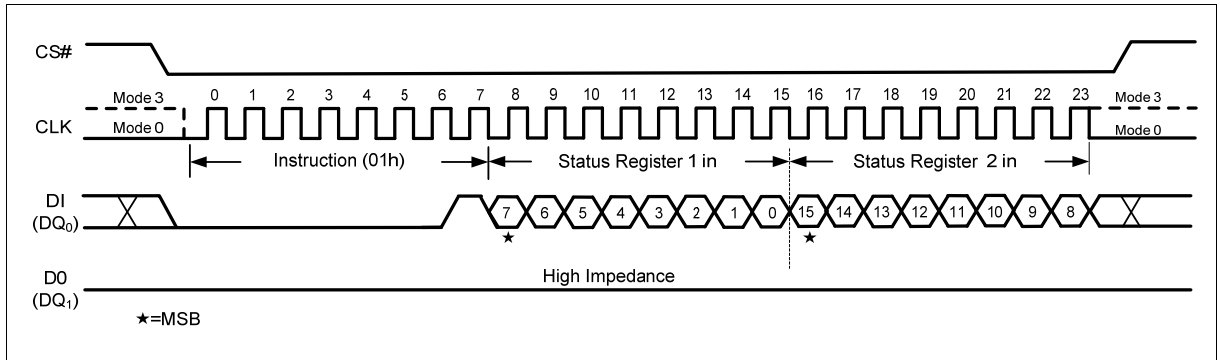 CS#
Mode 3
0 1 2 3 4 5 6 7 8 9 10 11 12 13 14 15 16 17 18 19 20 21 22 23
Mode 3
CLK
Mode 0
Mode 0
Instruction (01h)
Status Register 1 in
Status Register 2 in
DI
(DQ0)
7 6 5 4 3 2 1 0 15 14 13 12 11 10 9 8
★ ★
High Impedance
D0
(DQ1)
★=MSB